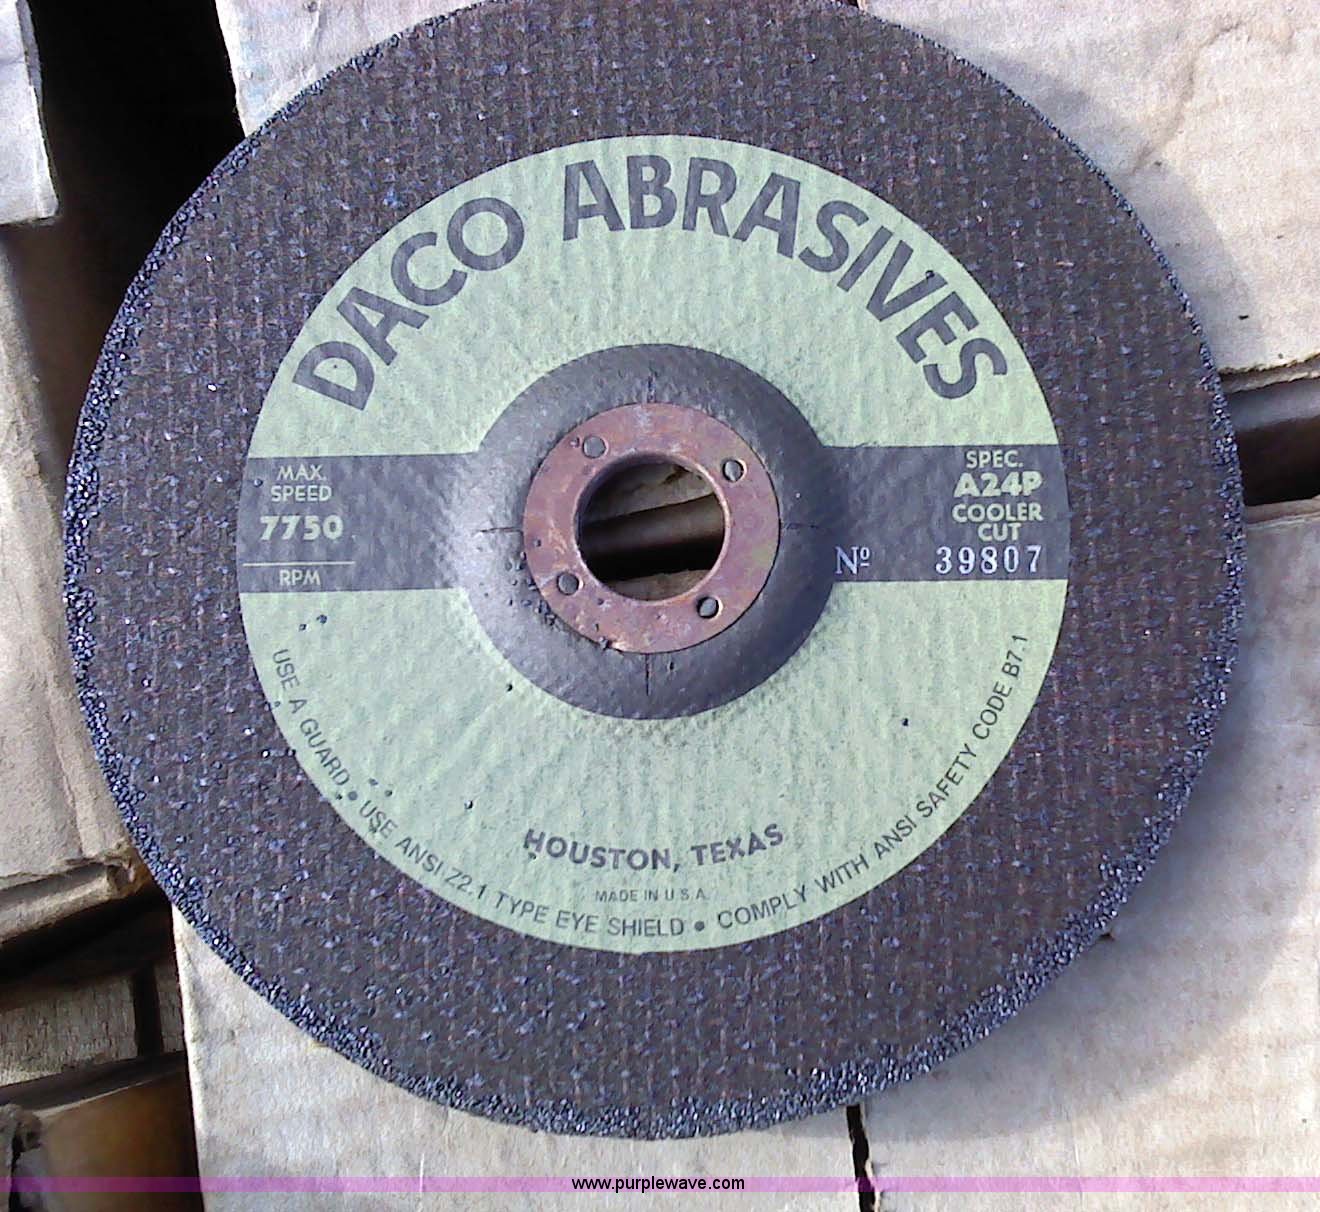 DACO ABRASIVES
MAX.
SPEED
7750
RPM
SPEC.
A24P
COOLER
CUT
Nº 39807
HOUSTON, TEXAS
MADE IN U.S.A.
USE A GUARD • USE ANSI Z2.1 TYPE EYE SHIELD • COMPLY WITH ANSI SAFETY CODE B7.1
www.purplewave.com